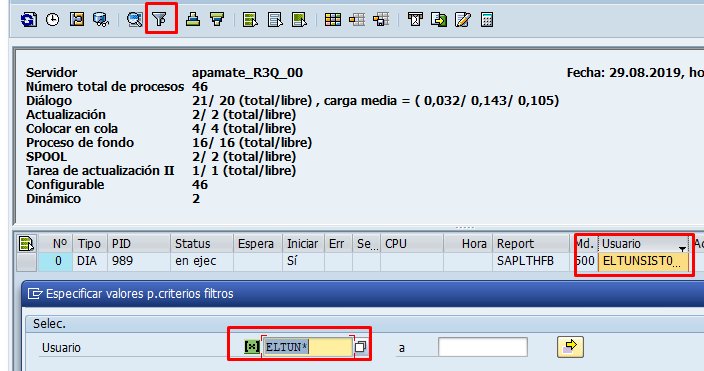 Servidor apamate_R3Q_00 Fecha: 29.08.2019, ho
Número total de procesos 46
Diálogo 21/ 20 (total/libre) , carga media = ( 0,032/ 0,143/ 0,105)
Actualización 2/ 2 (total/libre)
Colocar en cola 4/ 4 (total/libre)
Proceso de fondo 16/ 16 (total/libre)
SPOOL 2/ 2 (total/libre)
Tarea de actualización II 1/ 1 (total/libre)
Configurable 46
Dinámico 2
Nº Tipo PID Status Espera Iniciar Err Se... CPU Hora Report Md. Usuario Ac
0 DIA 989 en ejec Sí SAPLTHFB 500 ELTUNSIST0...
Especificar valores p.criterios filtros
Selec.
Usuario ELTUN* a